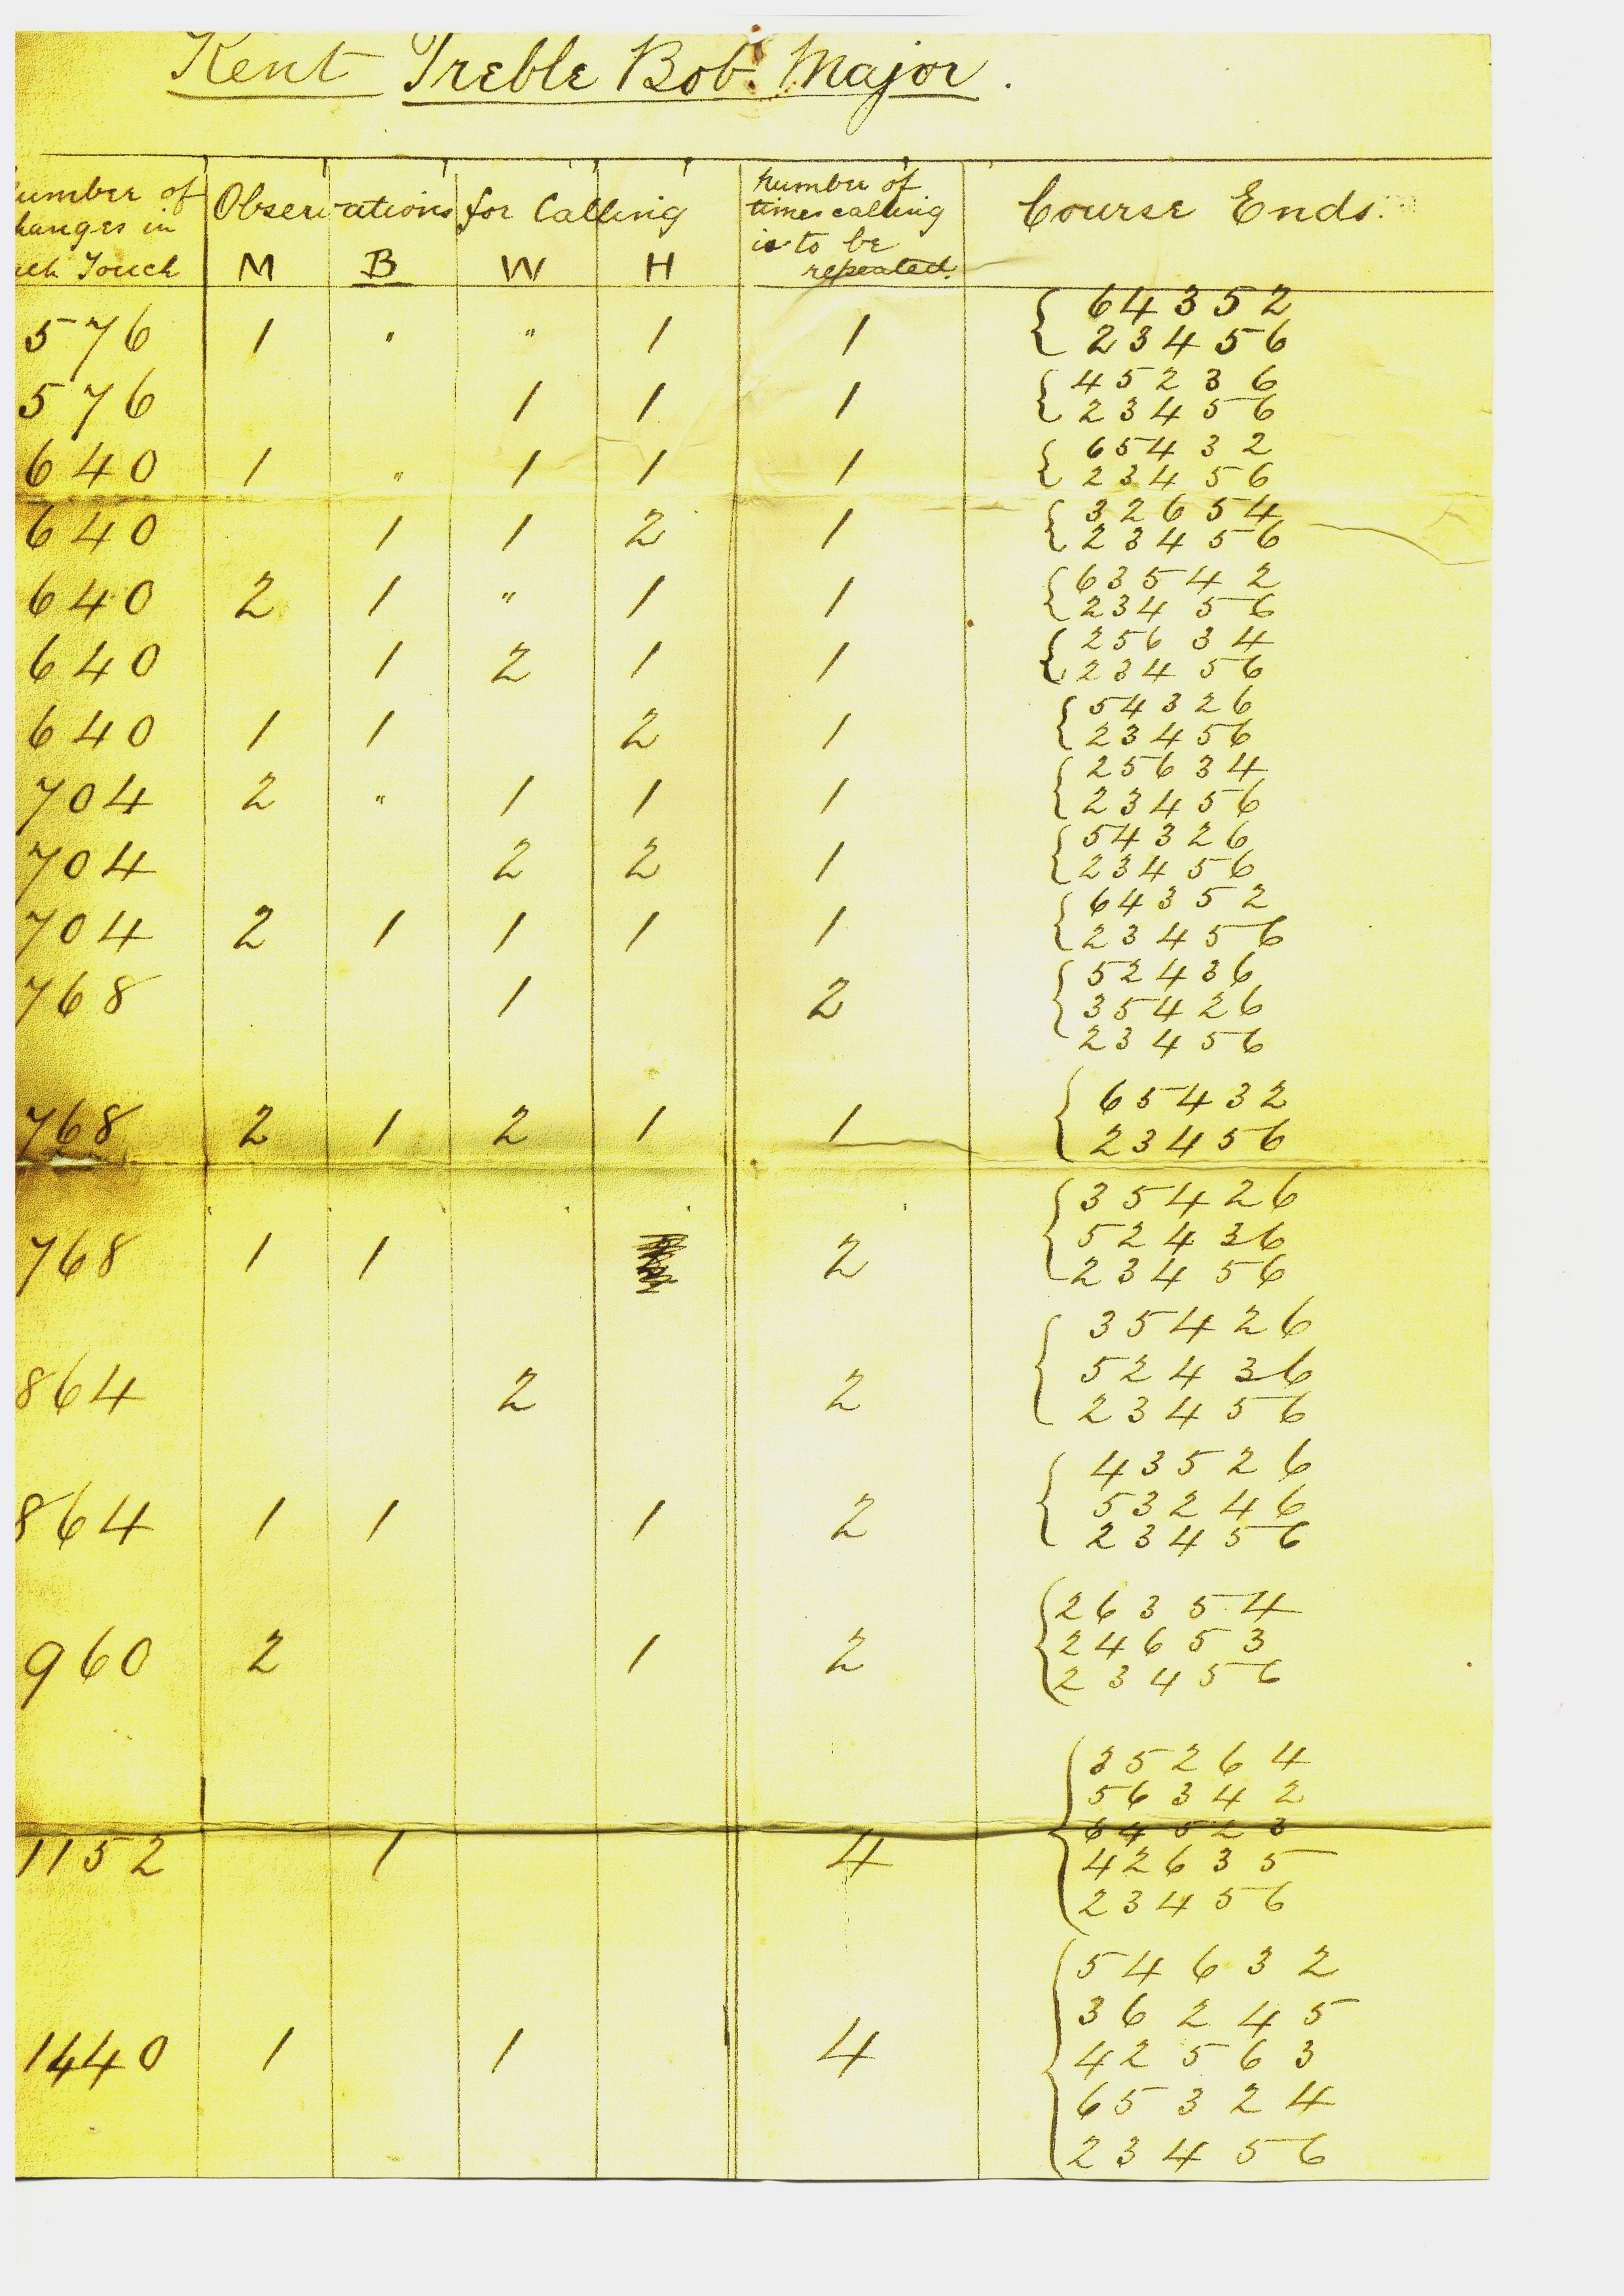 Kent Treble Bob Major.
umber of
hanges in
ch Touch
Observations for Calling
M B W H
Number of
times calling
is to be
repeated.
Course Ends.
576 1 . " 1 1 { 64352
23456
576 1 1 1 { 45236
23456
640 1 " 1 1 1 { 65432
23456
640 1 1 2 1 { 32654
23456
640 2 1 " 1 1 { 63542
23456
640 1 2 1 1 { 25634
23456
640 1 1 2 1 { 54326
23456
704 2 " 1 1 1 { 25634
23456
704 2 2 1 { 54326
23456
704 2 1 1 1 1 { 64352
23456
768 1 2 { 52436
35426
23456
768 2 1 2 1 1 { 65432
23456
768 1 1 2 { 35426
52436
23456
864 2 2 { 35426
52436
23456
864 1 1 1 2 { 43526
53246
23456
960 2 1 2 { 26354
24653
23456
1152 1 4 { 35264
56342
64523
42635
23456
1440 1 1 4 { 54632
36245
42563
65324
23456